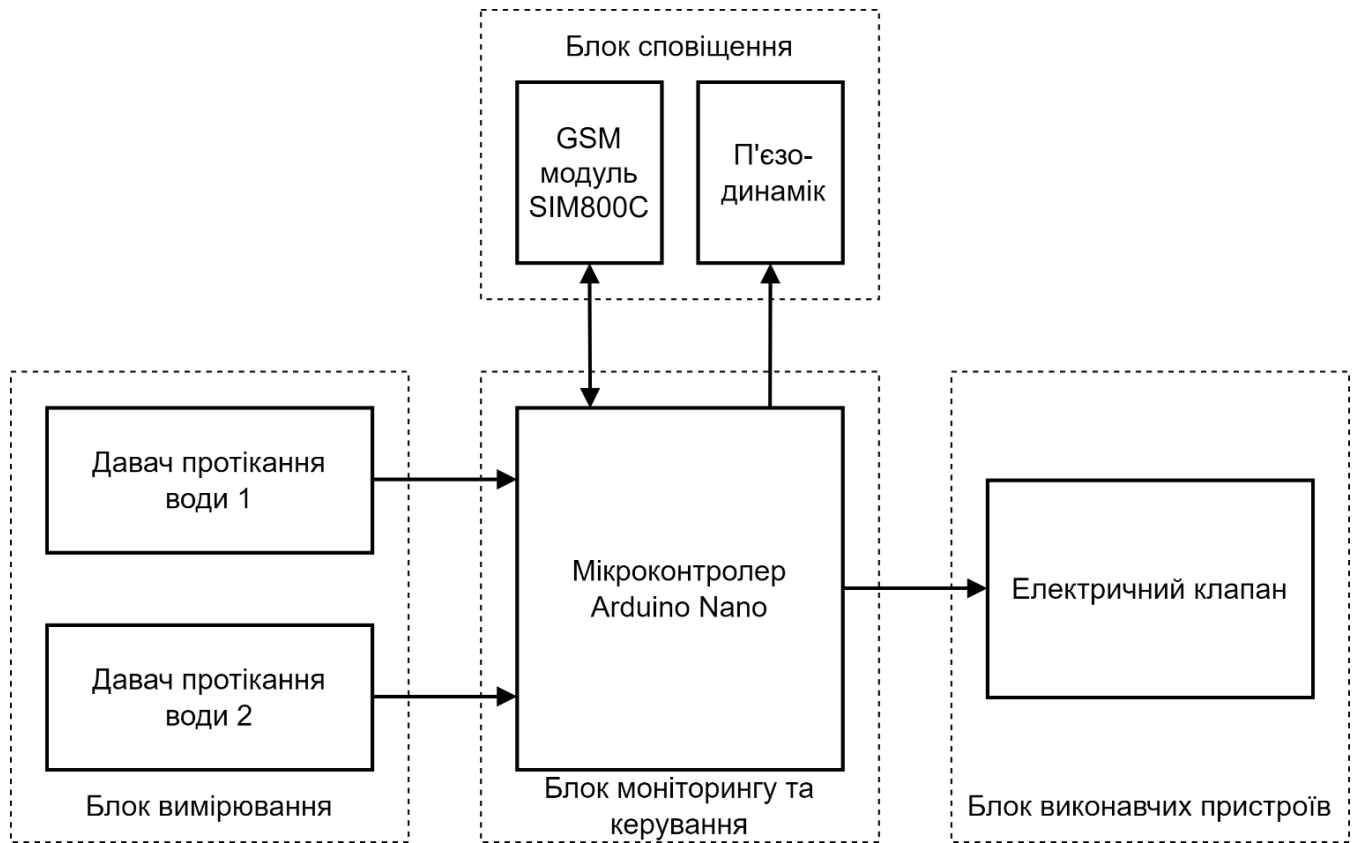 Блок сповіщення
GSM
модуль
SIM800C
П'єзо-
динамік
Давач протікання
води 1
Давач протікання
води 2
Блок вимірювання
Мікроконтролер
Arduino Nano
Блок моніторингу та
керування
Електричний клапан
Блок виконавчих пристроїв